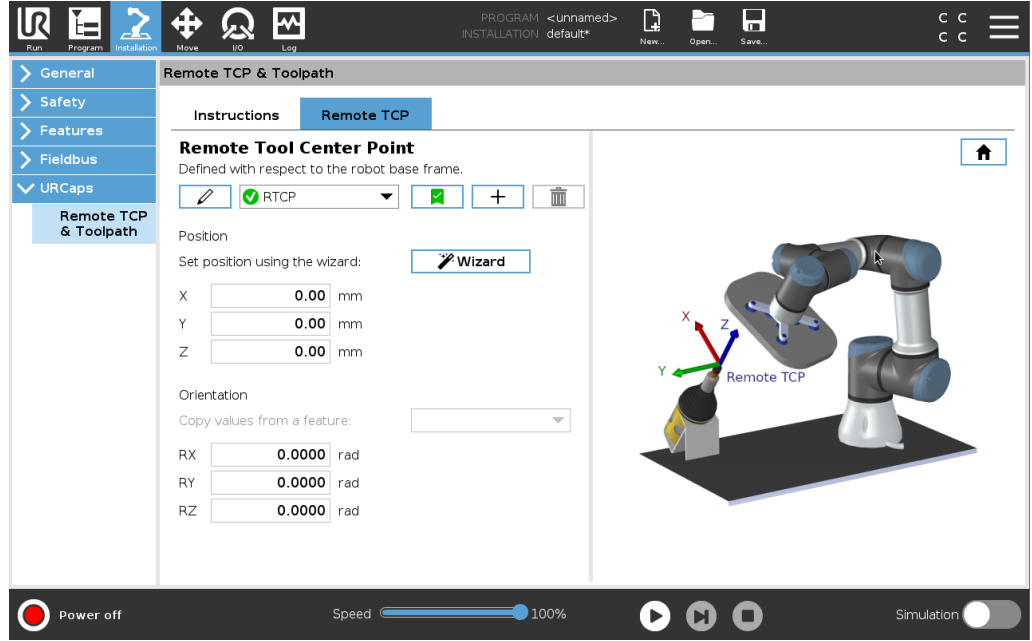 PROGRAM <unnamed>
INSTALLATION default*
C C
C C
UR
Run
Program
Installation
Move
I/O
Log
New...
Open...
Save...
General
Safety
Features
Fieldbus
URCaps
Remote TCP
& Toolpath
Remote TCP & Toolpath
Instructions
Remote TCP
Remote Tool Center Point
Defined with respect to the robot base frame.
RTCP
Position
Set position using the wizard:
Wizard
X 0.00 mm
Y 0.00 mm
Z 0.00 mm
Orientation
Copy values from a feature:
RX 0.0000 rad
RY 0.0000 rad
RZ 0.0000 rad
X
Z
Y
Remote TCP
Power off
Speed
100%
Simulation